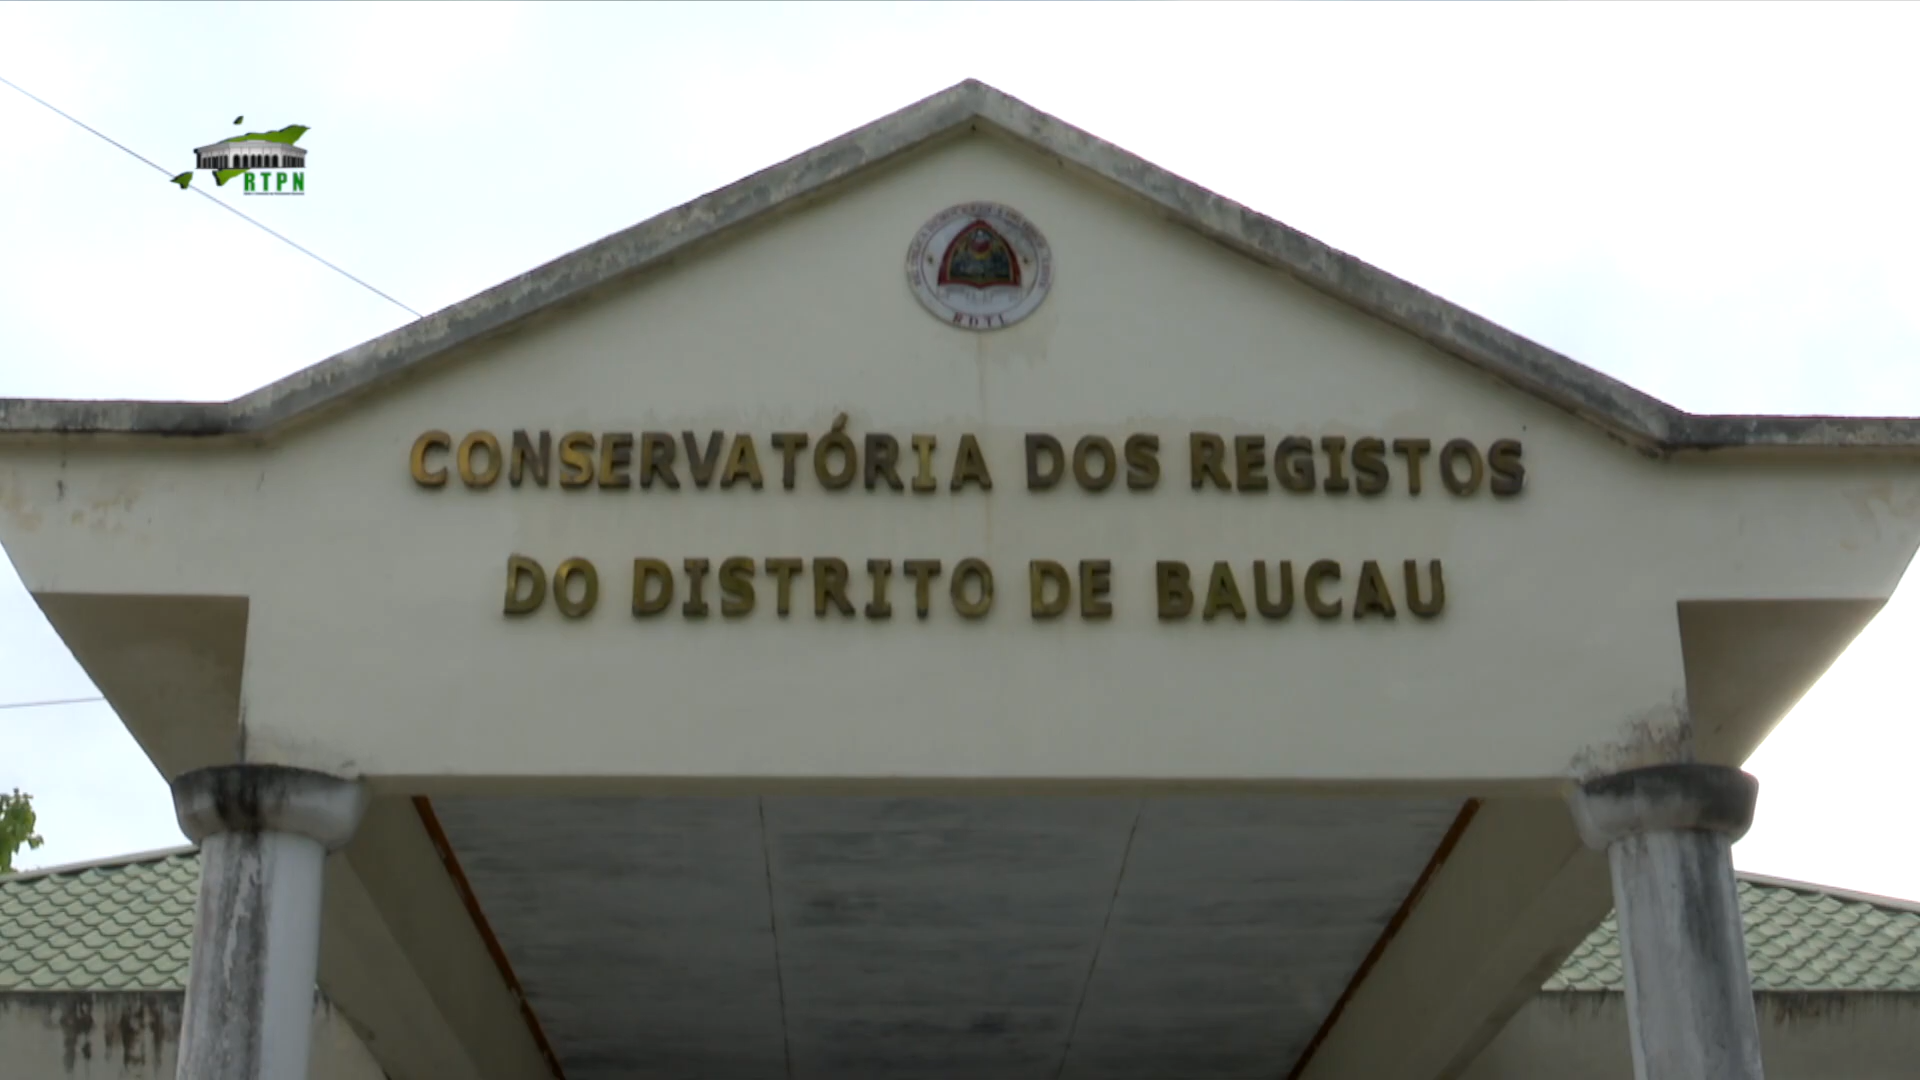 RTPN
RDTL
CONSERVATÓRIA DOS REGISTOS
DO DISTRITO DE BAUCAU